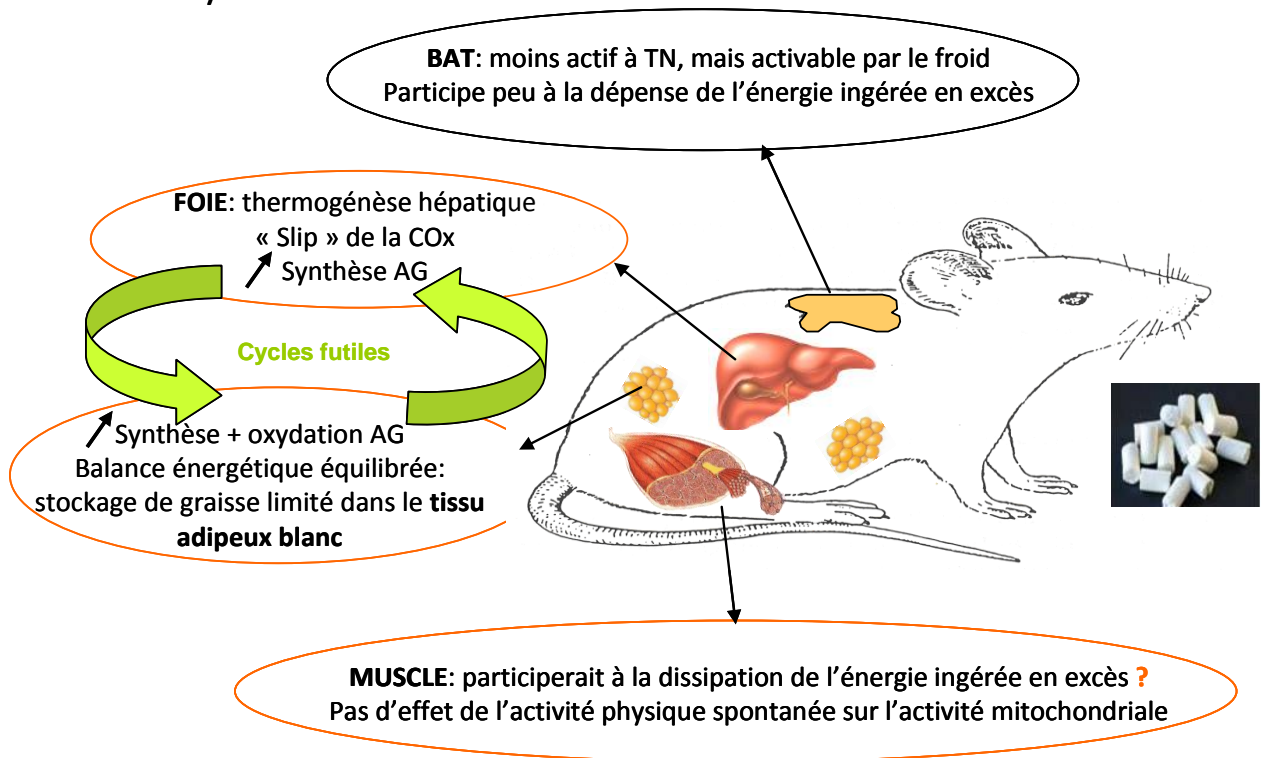 BAT: moins actif à TN, mais activable par le froid
Participe peu à la dépense de l'énergie ingérée en excès
FOIE: thermogénèse hépatique
« Slip » de la COx
Synthèse AG
Cycles futiles
Synthèse + oxydation AG
Balance énergétique équilibrée:
stockage de graisse limité dans le tissu
adipeux blanc
MUSCLE: participerait à la dissipation de l'énergie ingérée en excès ?
Pas d'effet de l'activité physique spontanée sur l'activité mitochondriale